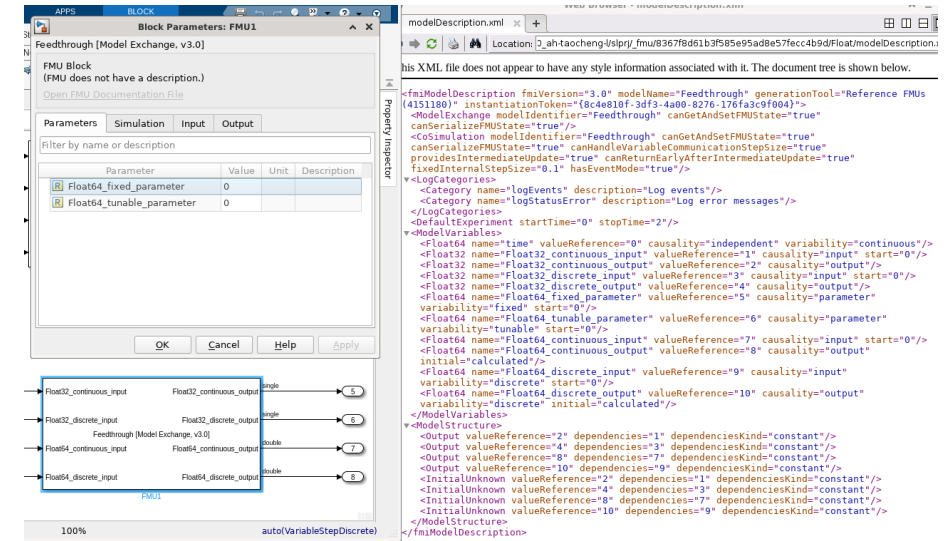 APPS
BLOCK
Block Parameters: FMU1
Feedthrough [Model Exchange, v3.0]
FMU Block
(FMU does not have a description.)
Open FMU Documentation File
Parameters
Simulation
Input
Output
Filter by name or description
Parameter
Value
Unit
Description
R
Float64_fixed_parameter
0
R
Float64_tunable_parameter
0
OK
Cancel
Help
Apply
Property Inspector
Float32_continuous_input
Float32_continuous_output
single
5
Float32_discrete_input
Float32_discrete_output
single
6
Feedthrough [Model Exchange, v3.0]
Float64_continuous_input
Float64_continuous_output
double
7
Float64_discrete_input
Float64_discrete_output
double
8
FMU1
100%
auto(VariableStepDiscrete)
Web Browser - modelDescription.xml
modelDescription.xml
Location:
_ah-taocheng-l/slprj/_fmu/8367f8d61b3f585e95ad8e57fecc4b9d/Float/modelDescription.
his XML file does not appear to have any style information associated with it. The document tree is shown below.
<fmiModelDescription fmiVersion="3.0" modelName="Feedthrough" generationTool="Reference FMUs
(4151180)" instantiationToken="{8c4e810f-3df3-4a00-8276-176fa3c9f004}">
<ModelExchange modelIdentifier="Feedthrough" canGetAndSetFMUState="true"
canSerializeFMUState="true"/>
<CoSimulation modelIdentifier="Feedthrough" canGetAndSetFMUState="true"
canSerializeFMUState="true" canHandleVariableCommunicationStepSize="true"
providesIntermediateUpdate="true" canReturnEarlyAfterIntermediateUpdate="true"
fixedInternalStepSize="0.1" hasEventMode="true"/>
<LogCategories>
<Category name="logEvents" description="Log events"/>
<Category name="logStatusError" description="Log error messages"/>
</LogCategories>
<DefaultExperiment startTime="0" stopTime="2"/>
<ModelVariables>
<Float64 name="time" valueReference="0" causality="independent" variability="continuous"/>
<Float32 name="Float32_continuous_input" valueReference="1" causality="input" start="0"/>
<Float32 name="Float32_continuous_output" valueReference="2" causality="output"/>
<Float32 name="Float32_discrete_input" valueReference="3" causality="input" start="0"/>
<Float32 name="Float32_discrete_output" valueReference="4" causality="output"/>
<Float64 name="Float64_fixed_parameter" valueReference="5" causality="parameter"
variability="fixed" start="0"/>
<Float64 name="Float64_tunable_parameter" valueReference="6" causality="parameter"
variability="tunable" start="0"/>
<Float64 name="Float64_continuous_input" valueReference="7" causality="input" start="0"/>
<Float64 name="Float64_continuous_output" valueReference="8" causality="output"
initial="calculated"/>
<Float64 name="Float64_discrete_input" valueReference="9" causality="input"
variability="discrete" start="0"/>
<Float64 name="Float64_discrete_output" valueReference="10" causality="output"
variability="discrete" initial="calculated"/>
</ModelVariables>
<ModelStructure>
<Output valueReference="2" dependencies="1" dependenciesKind="constant"/>
<Output valueReference="4" dependencies="3" dependenciesKind="constant"/>
<Output valueReference="8" dependencies="7" dependenciesKind="constant"/>
<Output valueReference="10" dependencies="9" dependenciesKind="constant"/>
<InitialUnknown valueReference="2" dependencies="1" dependenciesKind="constant"/>
<InitialUnknown valueReference="4" dependencies="3" dependenciesKind="constant"/>
<InitialUnknown valueReference="8" dependencies="7" dependenciesKind="constant"/>
<InitialUnknown valueReference="10" dependencies="9" dependenciesKind="constant"/>
</ModelStructure>
</fmiModelDescription>